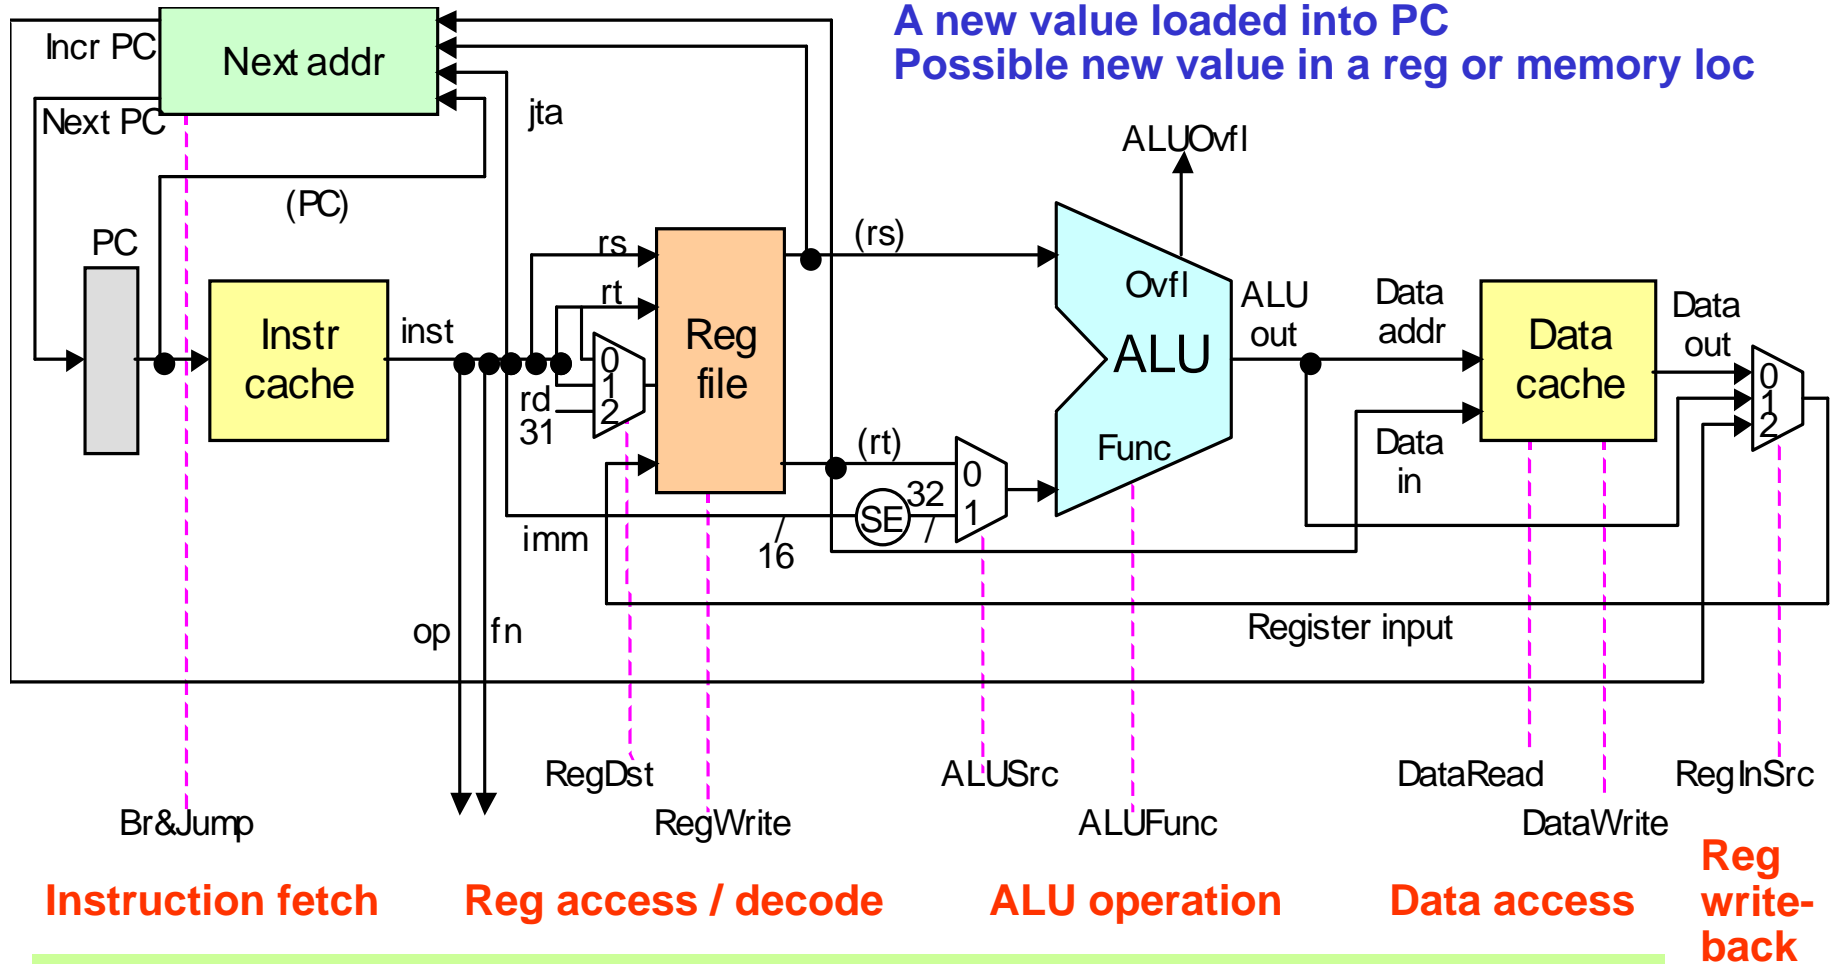 A new value loaded into PC
Possible new value in a reg or memory loc
Incr PC
Next addr
Next PC
jta
(PC)
ALUOvfl
PC
rs
(rs)
rt
Ovfl
ALU
out
Data
addr
Data
out
Instr
cache
inst
Reg
file
ALU
Data
cache
0
1
2
0
1
2
rd
31
(rt)
Func
Data
in
0
1
32
SE
imm
16
op
fn
Register input
RegDst
ALUSrc
DataRead
RegInSrc
Br&Jump
RegWrite
ALUFunc
DataWrite
Instruction fetch
Reg access / decode
ALU operation
Data access
Reg
write-
back